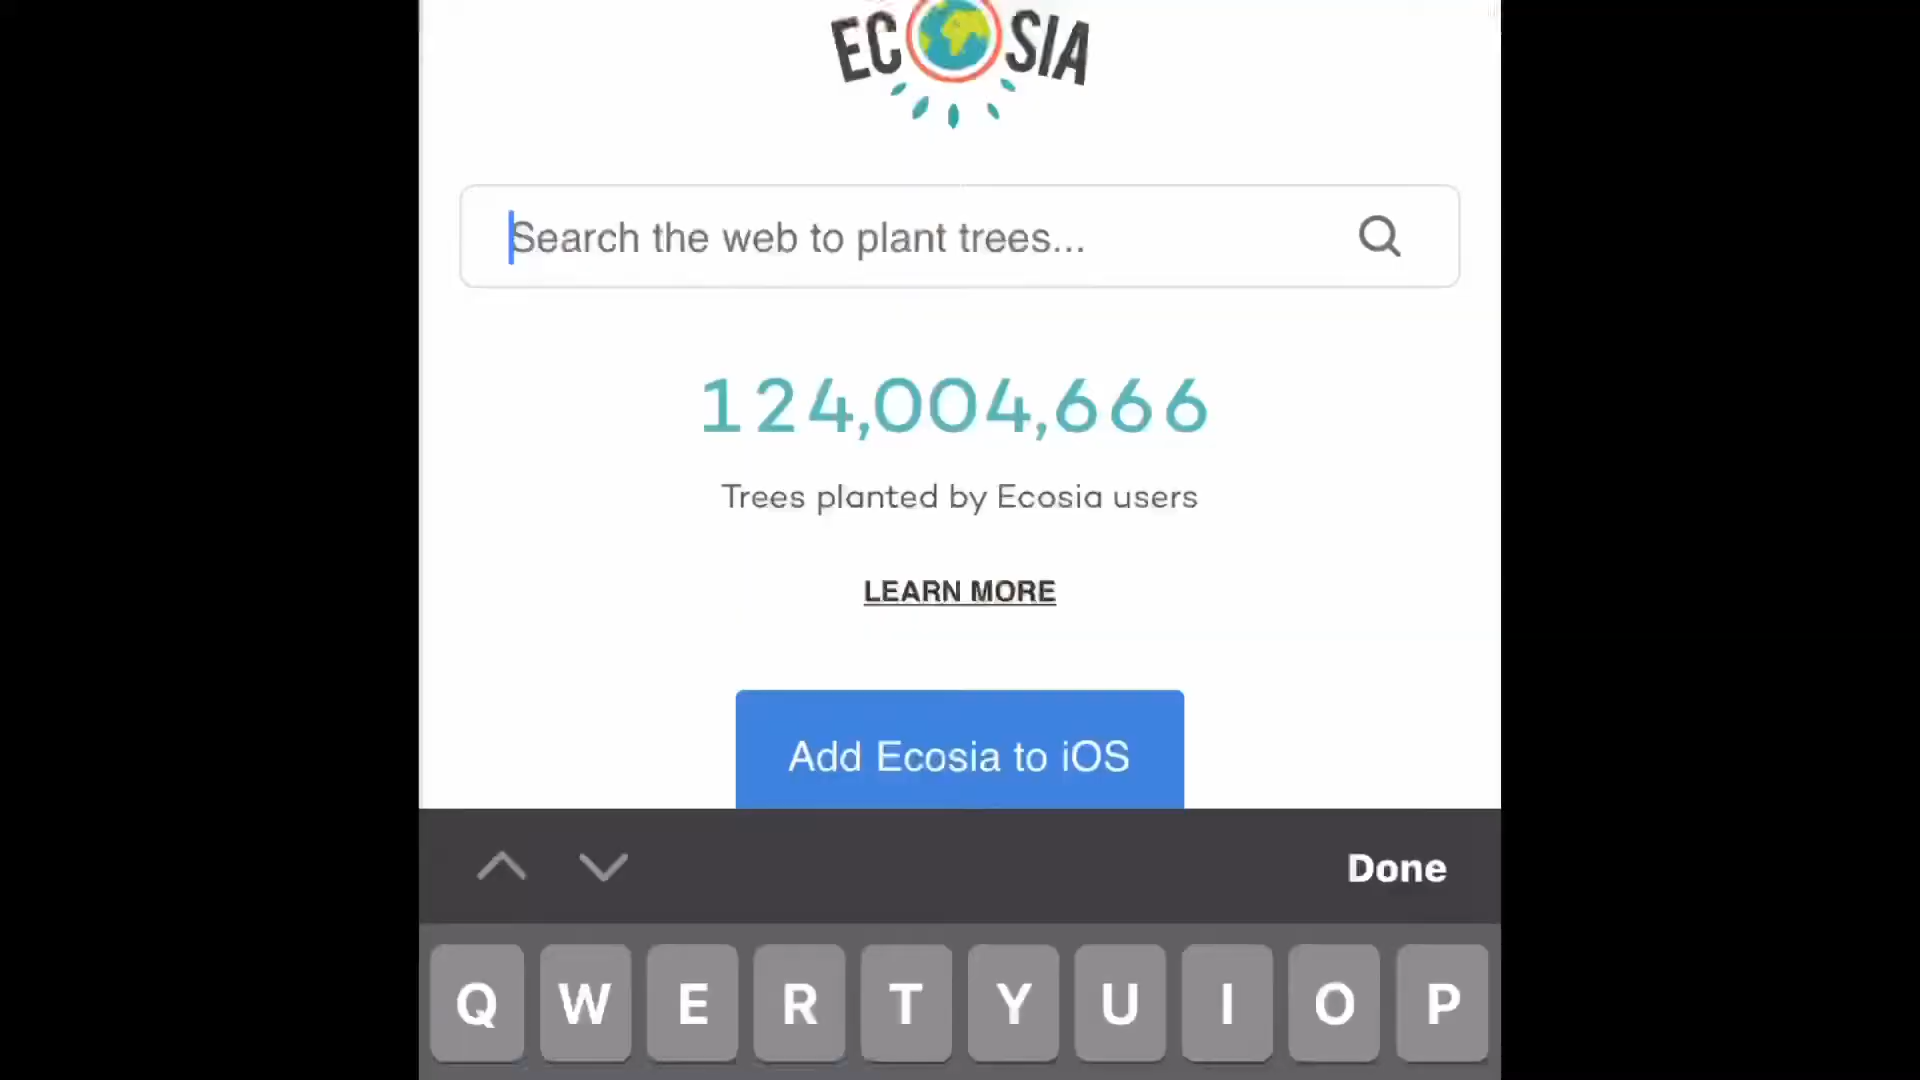 ECOSIA
Search the web to plant trees...
124,004,666
Trees planted by Ecosia users
LEARN MORE
Add Ecosia to iOS
Done
Q W E R T Y U I O P